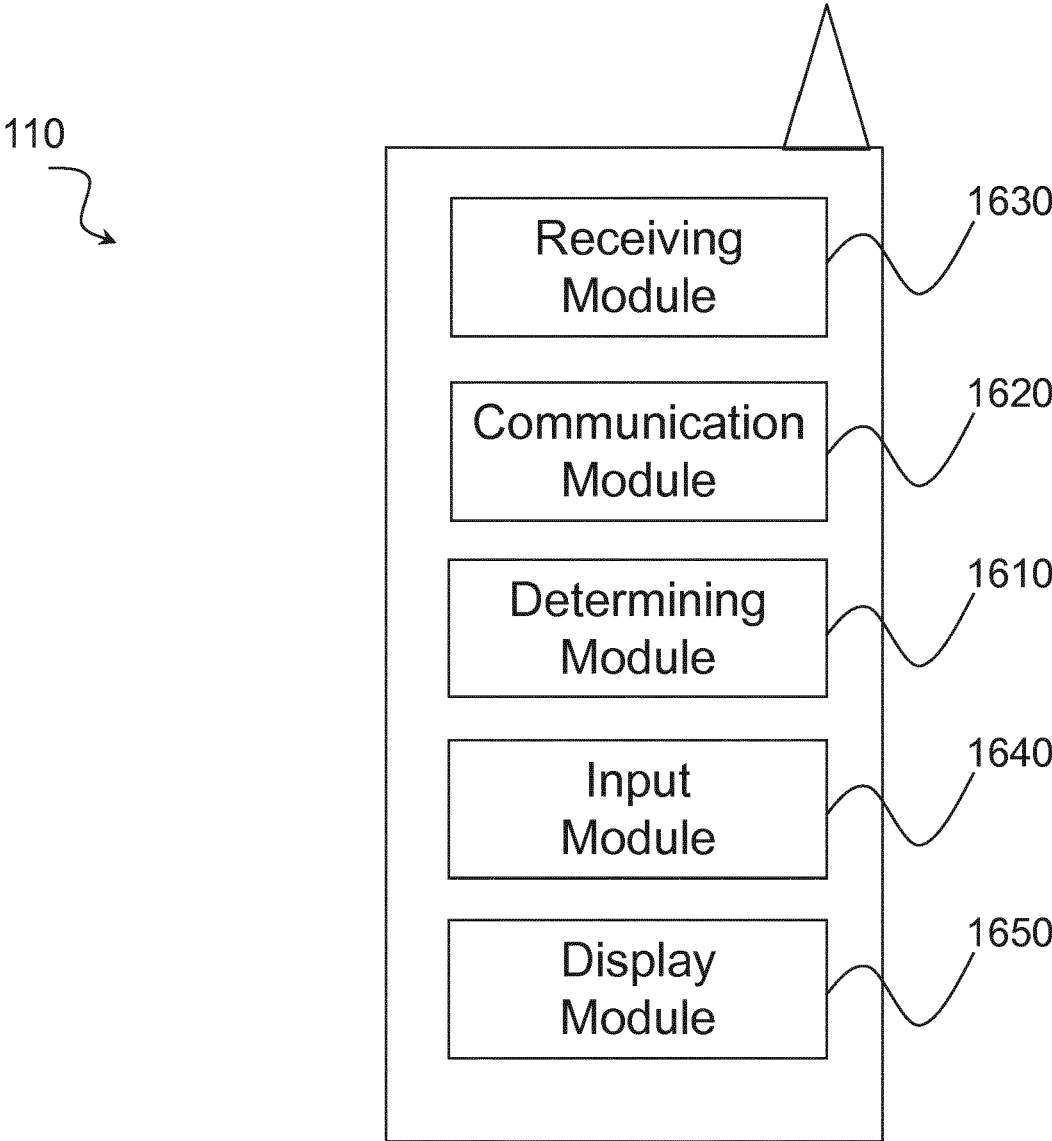 110
Receiving
Module
1630
Communication
Module
1620
Determining
Module
1610
Input
Module
1640
Display
Module
1650